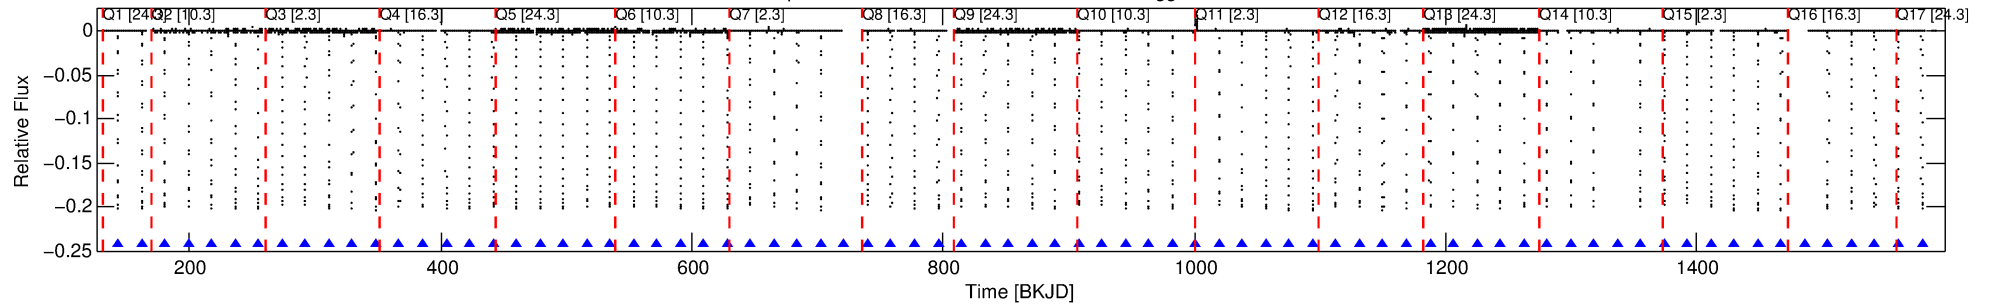 Q1 [24.3] Q2 [10.3] Q3 [2.3] Q4 [16.3] Q5 [24.3] Q6 [10.3] Q7 [2.3] Q8 [16.3] Q9 [24.3] Q10 [10.3] Q11 [2.3] Q12 [16.3] Q13 [24.3] Q14 [10.3] Q15 [2.3] Q16 [16.3] Q17 [24.3]
0
−0.05
−0.1
−0.15
−0.2
−0.25
Relative Flux
200 400 600 800 1000 1200 1400
Time [BKJD]